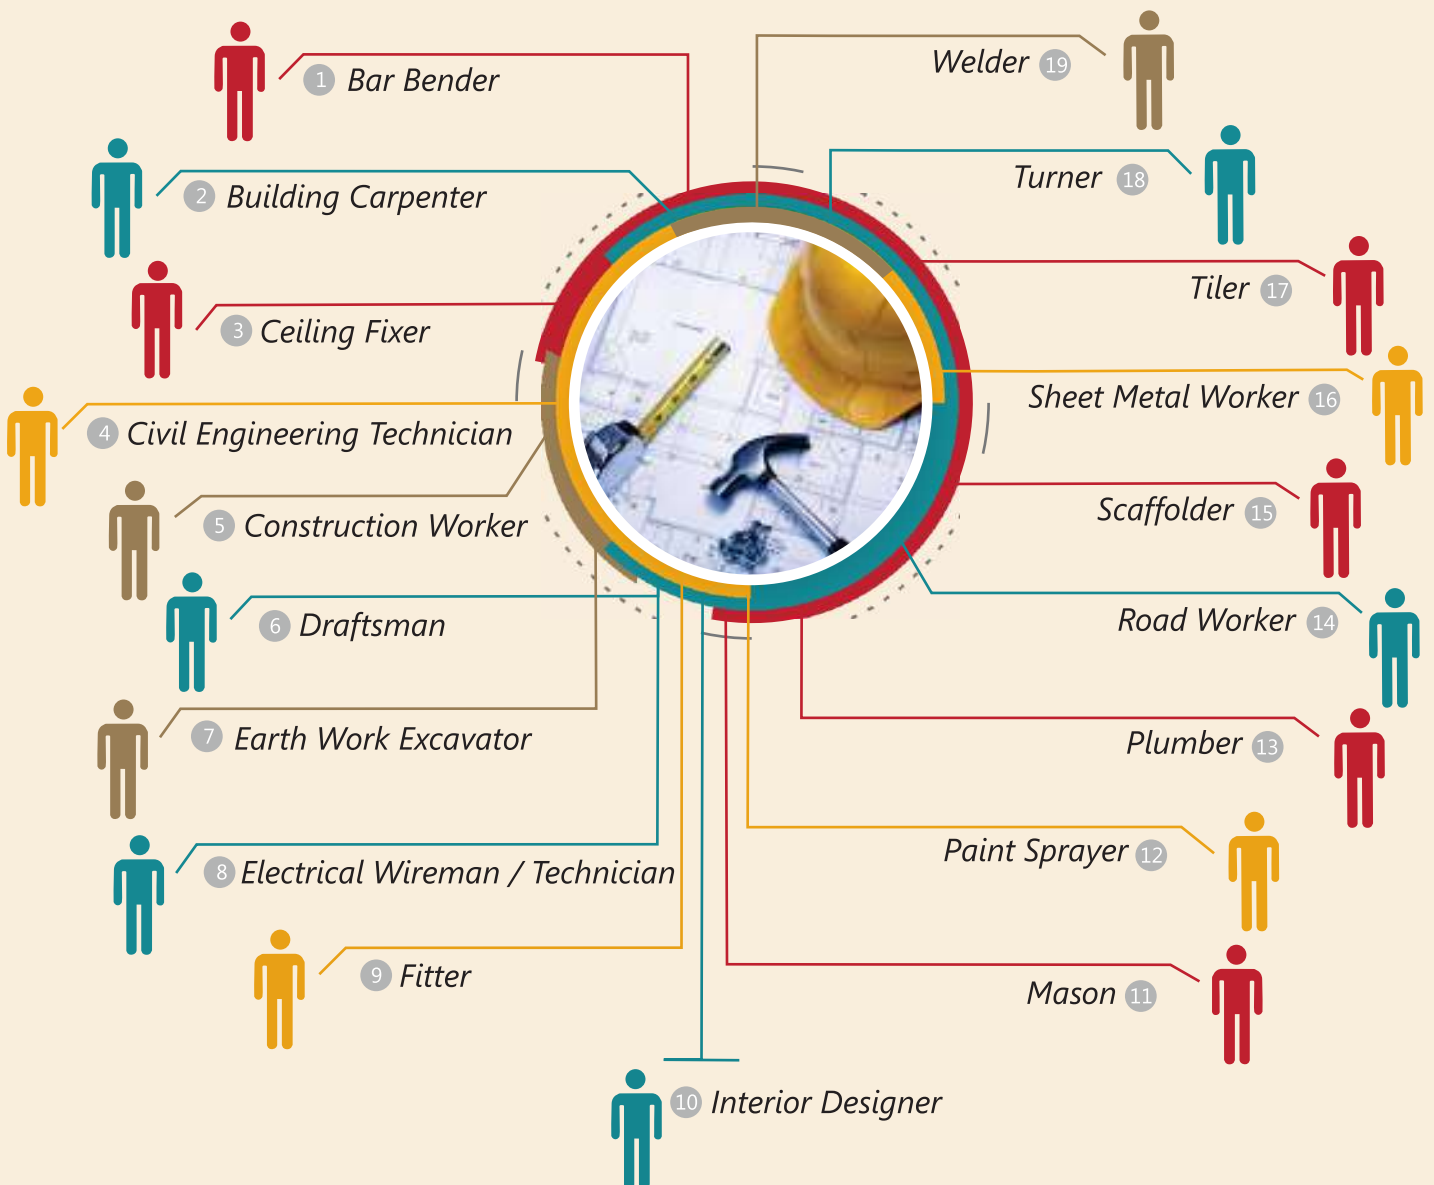 1 Bar Bender
2 Building Carpenter
3 Ceiling Fixer
4 Civil Engineering Technician
5 Construction Worker
6 Draftsman
7 Earth Work Excavator
8 Electrical Wireman / Technician
9 Fitter
10 Interior Designer
Mason 11
Paint Sprayer 12
Plumber 13
Road Worker 14
Scaffolder 15
Sheet Metal Worker 16
Tiler 17
Turner 18
Welder 19